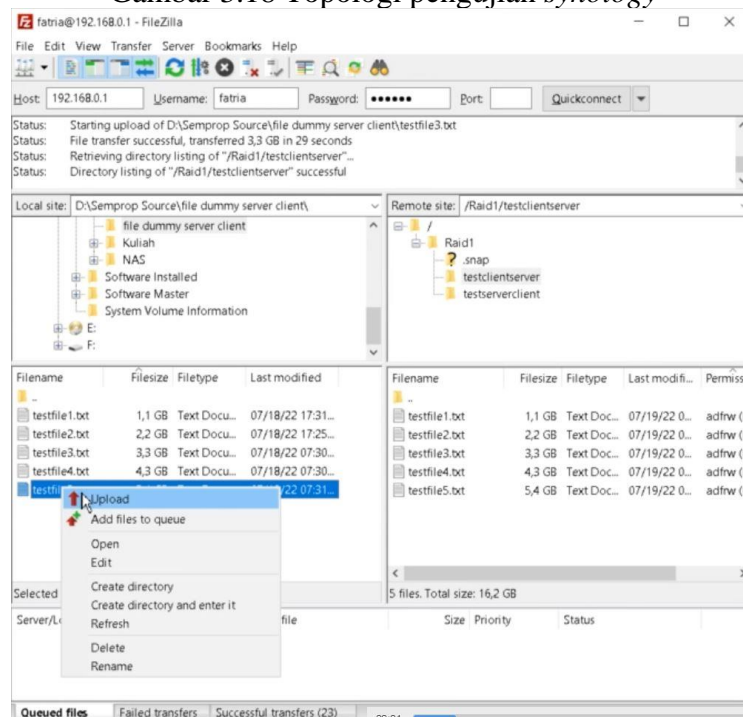 Gambar 3.18 Topologi pengujian synology
fatria@192.168.0.1 - FileZilla
File Edit View Transfer Server Bookmarks Help
Host: 192.168.0.1 Username: fatria Password: ●●●●●● Port: Quickconnect
Status: Starting upload of D:\Semprop Source\file dummy server client\testfile3.txt
Status: File transfer successful, transferred 3,3 GB in 29 seconds
Status: Retrieving directory listing of "/Raid1/testclientserver"...
Status: Directory listing of "/Raid1/testclientserver" successful
Local site: D:\Semprop Source\file dummy server client\
file dummy server client
Kuliah
NAS
Software Installed
Software Master
System Volume Information
E:
F:
Remote site: /Raid1/testclientserver
/
Raid1
.snap
testclientserver
testserverclient
Filename Filesize Filetype Last modified
..
testfile1.txt 1,1 GB Text Docu... 07/18/22 17:31...
testfile2.txt 2,2 GB Text Docu... 07/18/22 17:25...
testfile3.txt 3,3 GB Text Docu... 07/18/22 07:30...
testfile4.txt 4,3 GB Text Docu... 07/18/22 07:30...
07:31...
Upload
Add files to queue
Open
Edit
Create directory
Create directory and enter it
Refresh
Delete
Rename
Selected
Filename Filesize Filetype Last modifi... Permiss
..
testfile1.txt 1,1 GB Text Doc... 07/19/22 0... adfrw (
testfile2.txt 2,2 GB Text Doc... 07/19/22 0... adfrw (
testfile3.txt 3,3 GB Text Doc... 07/19/22 0... adfrw (
testfile4.txt 4,3 GB Text Doc... 07/19/22 0... adfrw (
testfile5.txt 5,4 GB Text Doc... 07/19/22 0... adfrw (
5 files. Total size: 16,2 GB
file Size Priority Status
Queued files Failed transfers Successful transfers (23)